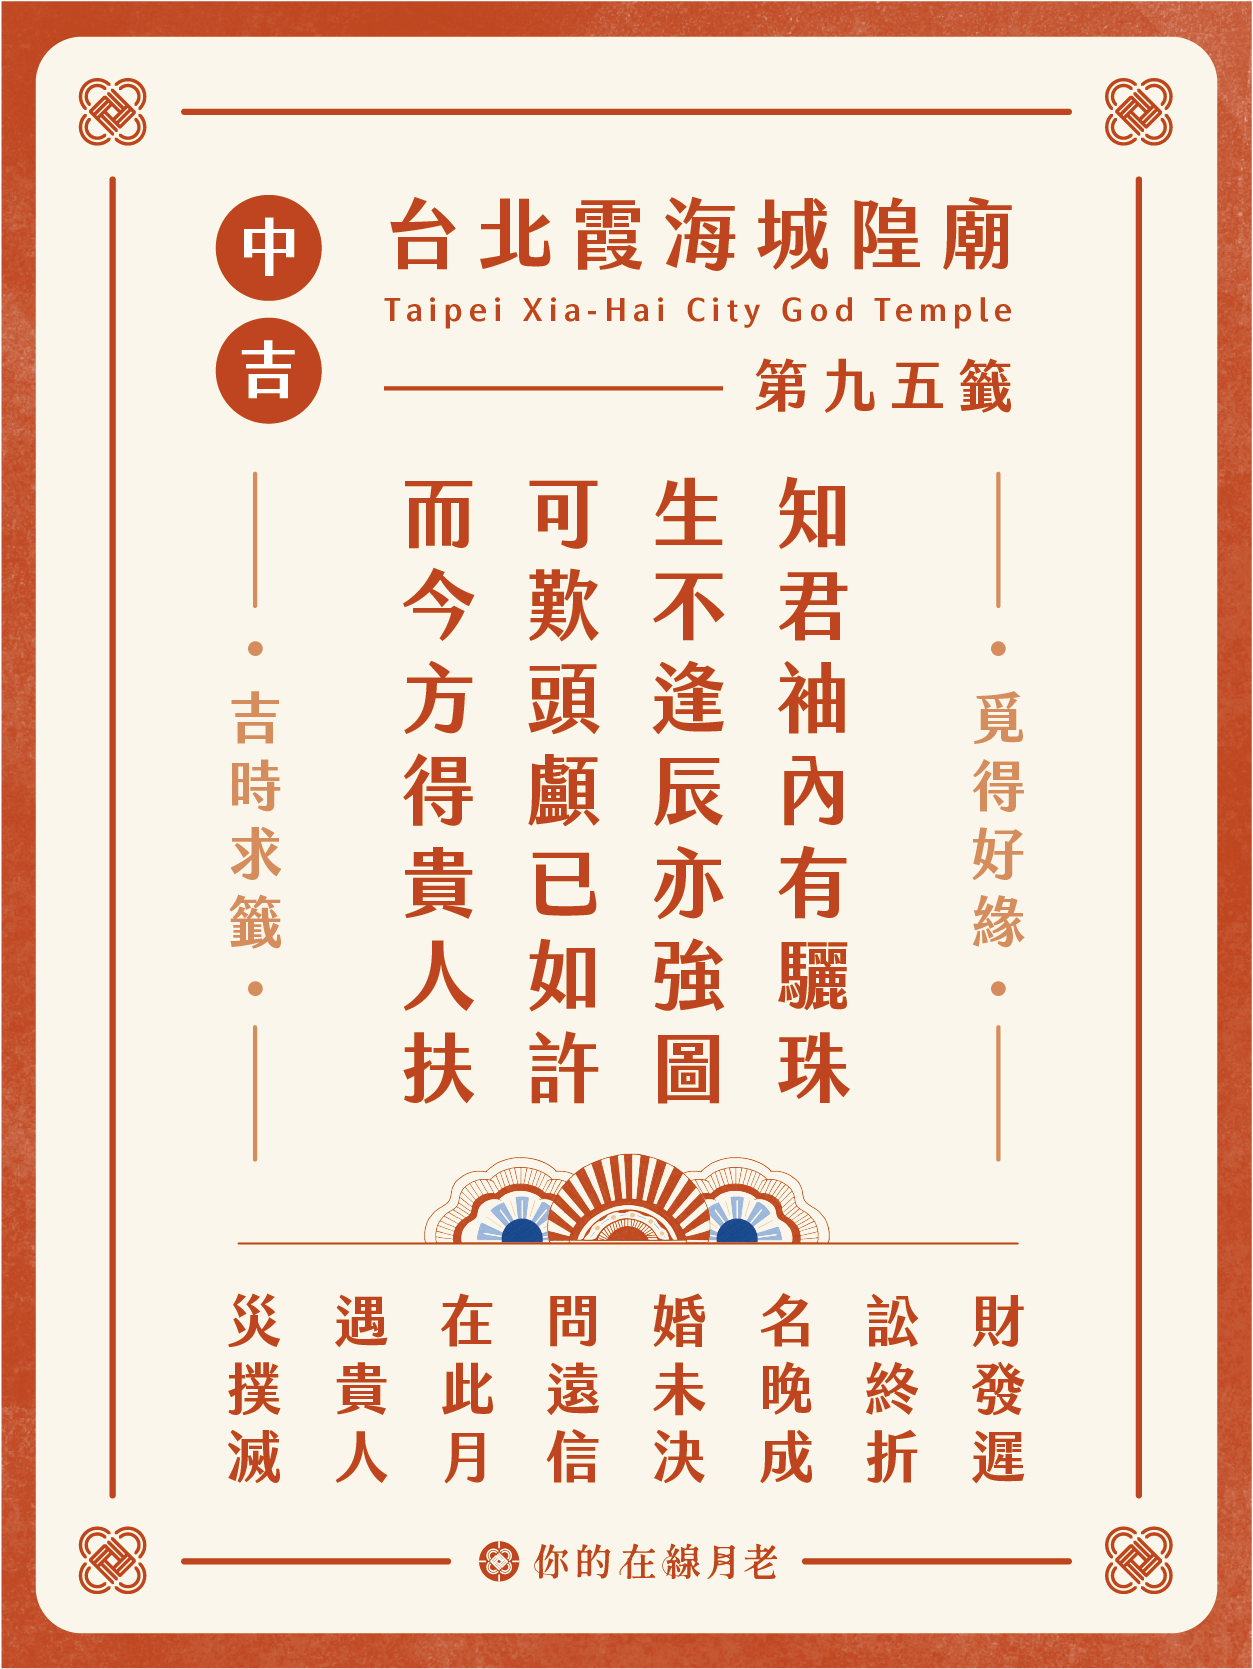 中吉
台北霞海城隍廟
Taipei Xia-Hai City God Temple
第九五籤
覓得好緣
知君袖內有驪珠
生不逢辰亦強圖
可歎頭顱已如許
而今方得貴人扶
吉時求籤
財發遲
訟終折
名晚成
婚未決
問遠信
在此月
遇貴人
災撲滅
你的在線月老